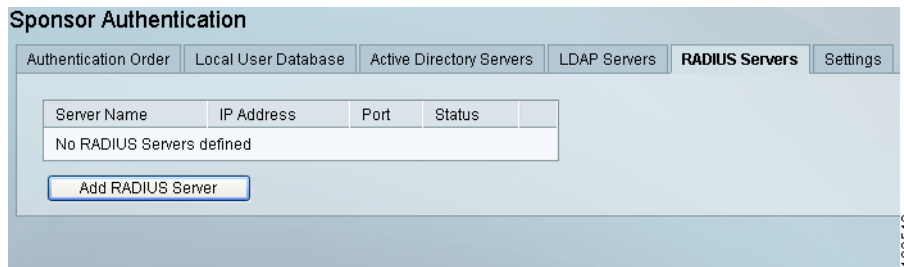 Sponsor Authentication
Authentication Order Local User Database Active Directory Servers LDAP Servers RADIUS Servers Settings
Server Name IP Address Port Status
No RADIUS Servers defined
Add RADIUS Server